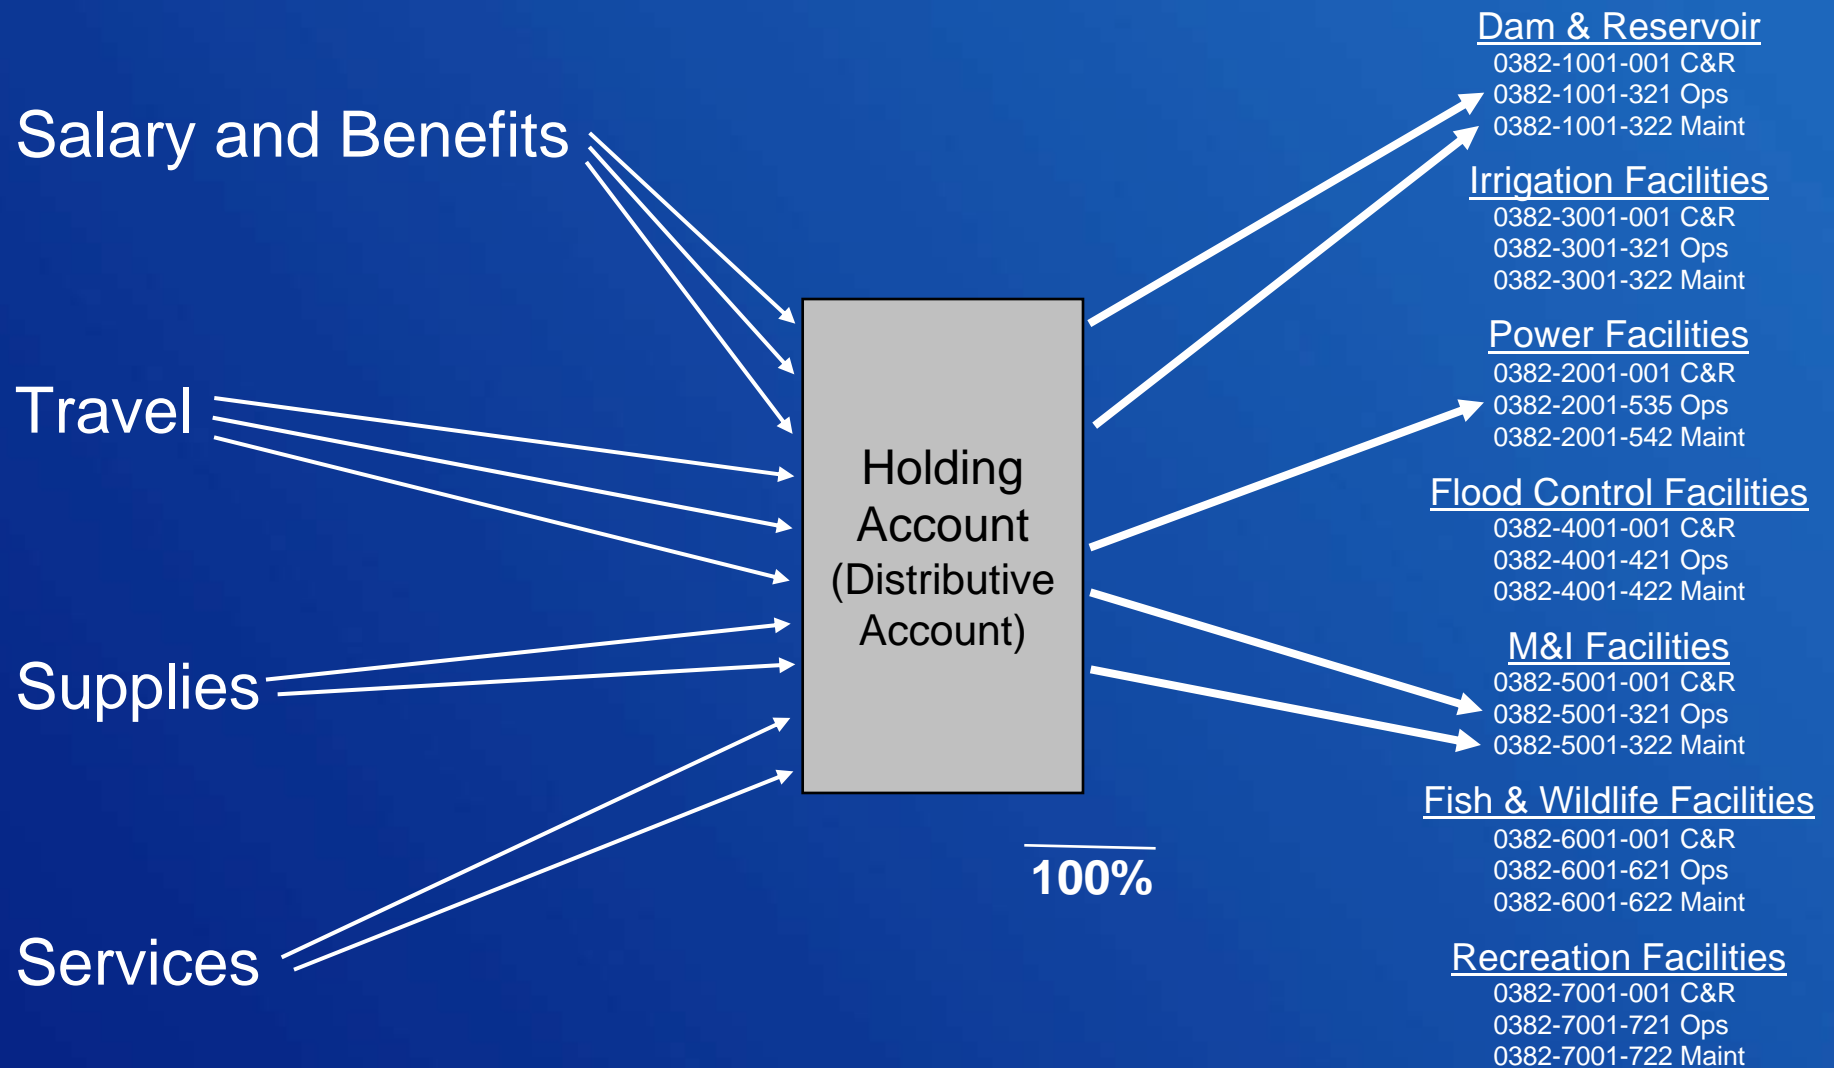 Salary and Benefits
Travel
Supplies
Services
Holding
Account
(Distributive
Account)
100%
Dam & Reservoir
0382-1001-001 C&R
0382-1001-321 Ops
0382-1001-322 Maint
Irrigation Facilities
0382-3001-001 C&R
0382-3001-321 Ops
0382-3001-322 Maint
Power Facilities
0382-2001-001 C&R
0382-2001-535 Ops
0382-2001-542 Maint
Flood Control Facilities
0382-4001-001 C&R
0382-4001-421 Ops
0382-4001-422 Maint
M&I Facilities
0382-5001-001 C&R
0382-5001-321 Ops
0382-5001-322 Maint
Fish & Wildlife Facilities
0382-6001-001 C&R
0382-6001-621 Ops
0382-6001-622 Maint
Recreation Facilities
0382-7001-001 C&R
0382-7001-721 Ops
0382-7001-722 Maint